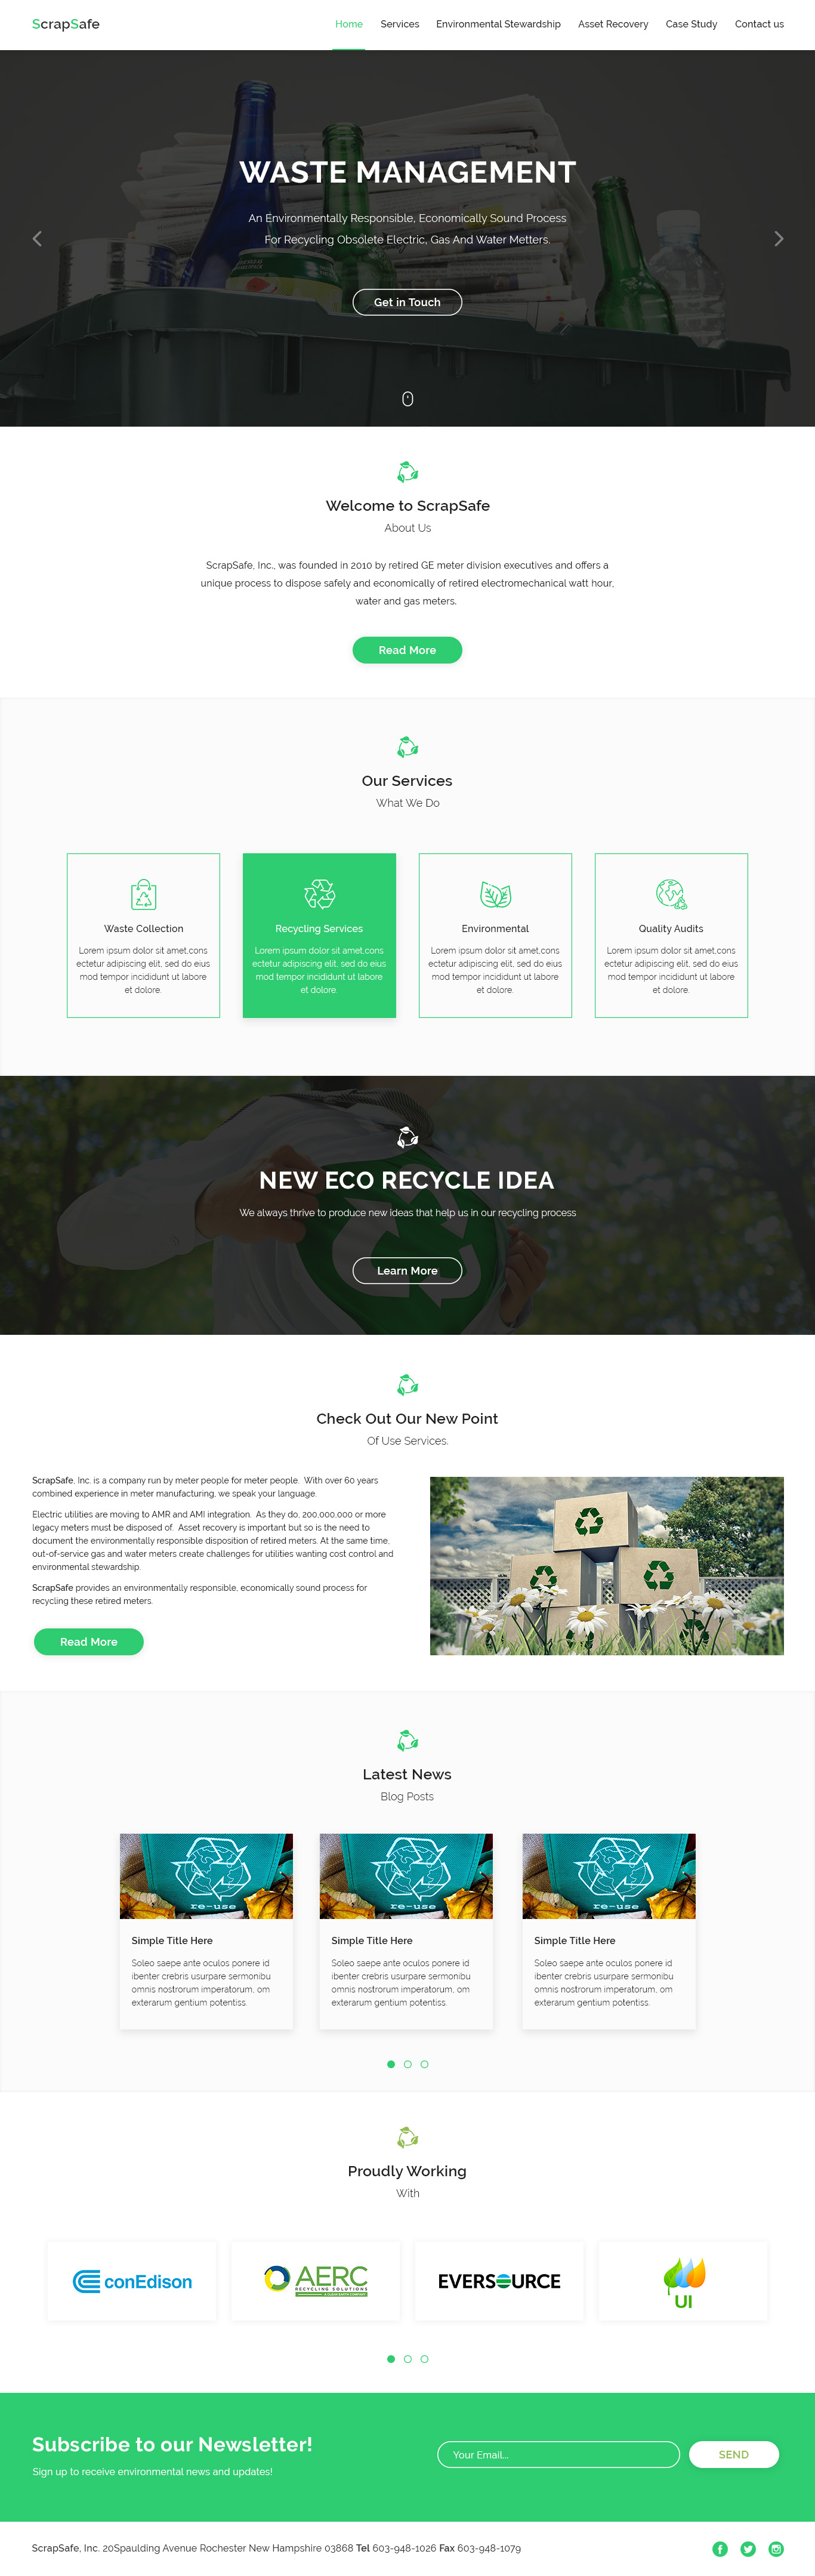 ScrapSafe
Home Services Environmental Stewardship Asset Recovery Case Study Contact us
WASTE MANAGEMENT
An Environmentally Responsible, Economically Sound Process
For Recycling Obsolete Electric, Gas And Water Metters.
Get in Touch
Welcome to ScrapSafe
About Us
ScrapSafe, Inc., was founded in 2010 by retired GE meter division executives and offers a
unique process to dispose safely and economically of retired electromechanical watt hour,
water and gas meters.
Read More
Our Services
What We Do
Waste Collection
Lorem ipsum dolor sit amet,cons
ectetur adipiscing elit, sed do eius
mod tempor incididunt ut labore
et dolore.
Recycling Services
Lorem ipsum dolor sit amet,cons
ectetur adipiscing elit, sed do eius
mod tempor incididunt ut labore
et dolore.
Environmental
Lorem ipsum dolor sit amet,cons
ectetur adipiscing elit, sed do eius
mod tempor incididunt ut labore
et dolore.
Quality Audits
Lorem ipsum dolor sit amet,cons
ectetur adipiscing elit, sed do eius
mod tempor incididunt ut labore
et dolore.
NEW ECO RECYCLE IDEA
We always thrive to produce new ideas that help us in our recycling process
Learn More
Check Out Our New Point
Of Use Services.
ScrapSafe, Inc. is a company run by meter people for meter people. With over 60 years
combined experience in meter manufacturing, we speak your language.
Electric utilities are moving to AMR and AMI integration. As they do, 200,000,000 or more
legacy meters must be disposed of. Asset recovery is important but so is the need to
document the environmentally responsible disposition of retired meters. At the same time,
out-of-service gas and water meters create challenges for utilities wanting cost control and
environmental stewardship.
ScrapSafe provides an environmentally responsible, economically sound process for
recycling these retired meters.
Read More
Latest News
Blog Posts
re-use
Simple Title Here
Soleo saepe ante oculos ponere id
ibenter crebris usurpare sermonibu
omnis nostrorum imperatorum, om
exterarum gentium potentiss.
re-use
Simple Title Here
Soleo saepe ante oculos ponere id
ibenter crebris usurpare sermonibu
omnis nostrorum imperatorum, om
exterarum gentium potentiss.
re-use
Simple Title Here
Soleo saepe ante oculos ponere id
ibenter crebris usurpare sermonibu
omnis nostrorum imperatorum, om
exterarum gentium potentiss.
Proudly Working
With
conEdison
AERC
RECYCLING SOLUTIONS
EVERSOURCE
UI
Subscribe to our Newsletter!
Sign up to receive environmental news and updates!
Your Email...
SEND
ScrapSafe, Inc. 20Spaulding Avenue Rochester New Hampshire 03868 Tel 603-948-1026 Fax 603-948-1079